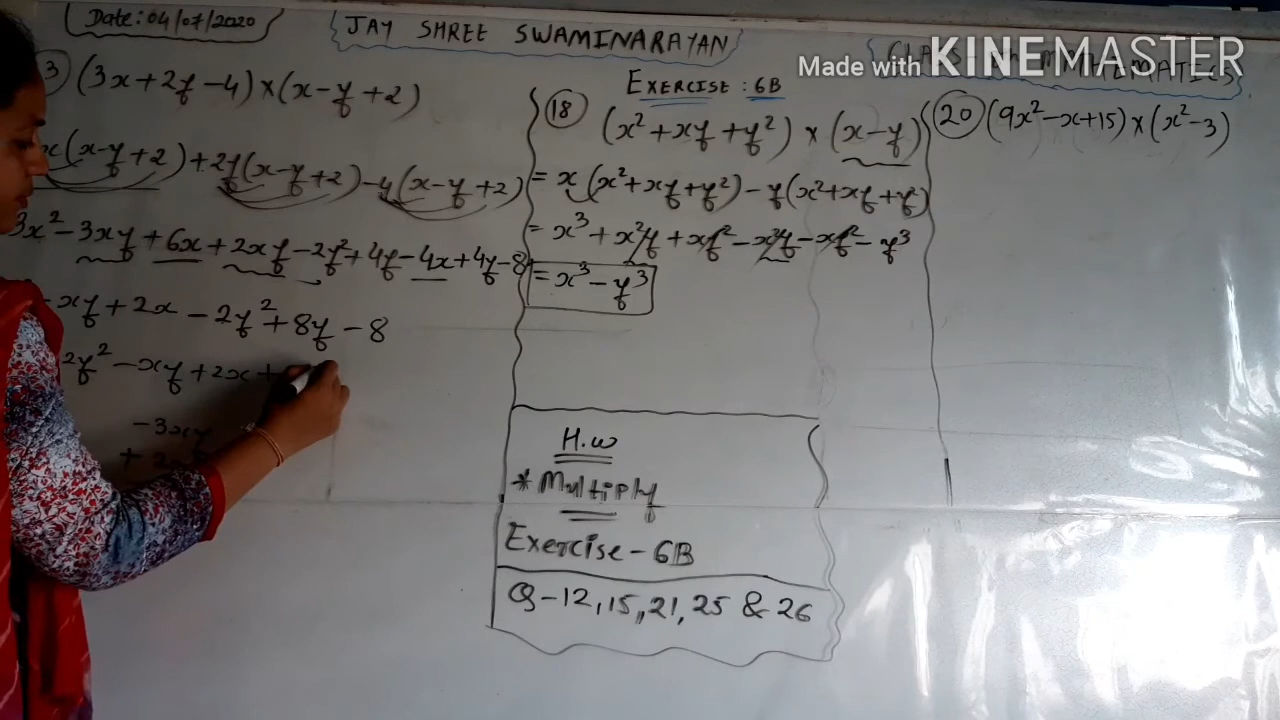 Date: 04/07/2020
JAY SHREE SWAMINARAYAN
MATHEMATICS
Made with KINEMASTER
3) (3x+2y-4)×(x-y+2)
x(x-y+2)+2y(x-y+2)-4(x-y+2)
3x²-3xy+6x+2xy-2y²+4y-4x+4y-8
-xy+2x-2y²+8y-8
2y²-xy+2x+
-3xy
+2
EXERCISE: 6B
18 (x²+xy+y²)×(x-y)
= x(x²+xy+y²)-y(x²+xy+y)
= x³+x²y+xy²-x²y-xy²-y³
= x³-y³
H.W
* Multiply
Exercise-6B
Q-12,15,21,25 & 26
20 (9x²-x+15)×(x²-3)